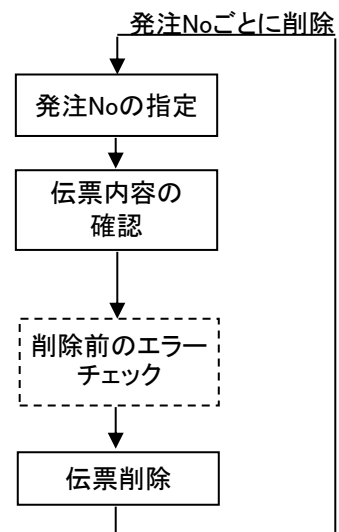 発注Noごとに削除
発注Noの指定
伝票内容の
確認
削除前のエラー
チェック
伝票削除